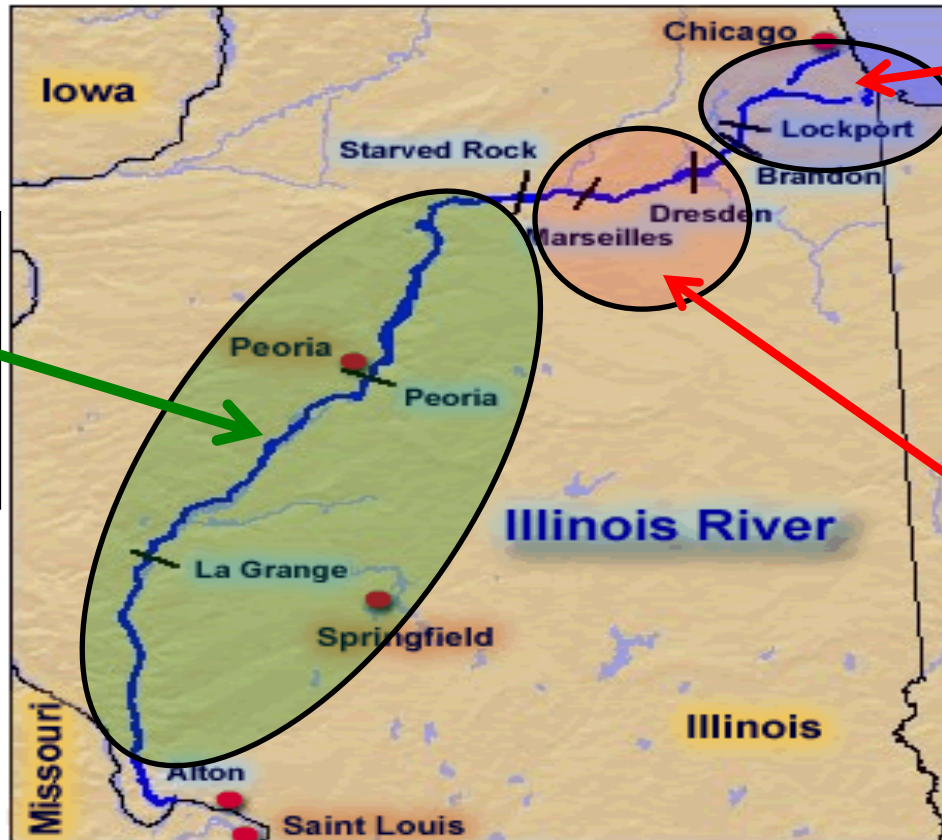 Chicago
Iowa
Lockport
Starved Rock
Brandon
Dresden
Marseilles
Peoria
Peoria
Illinois River
La Grange
Springfield
Illinois
Missouri
Alton
Saint Louis